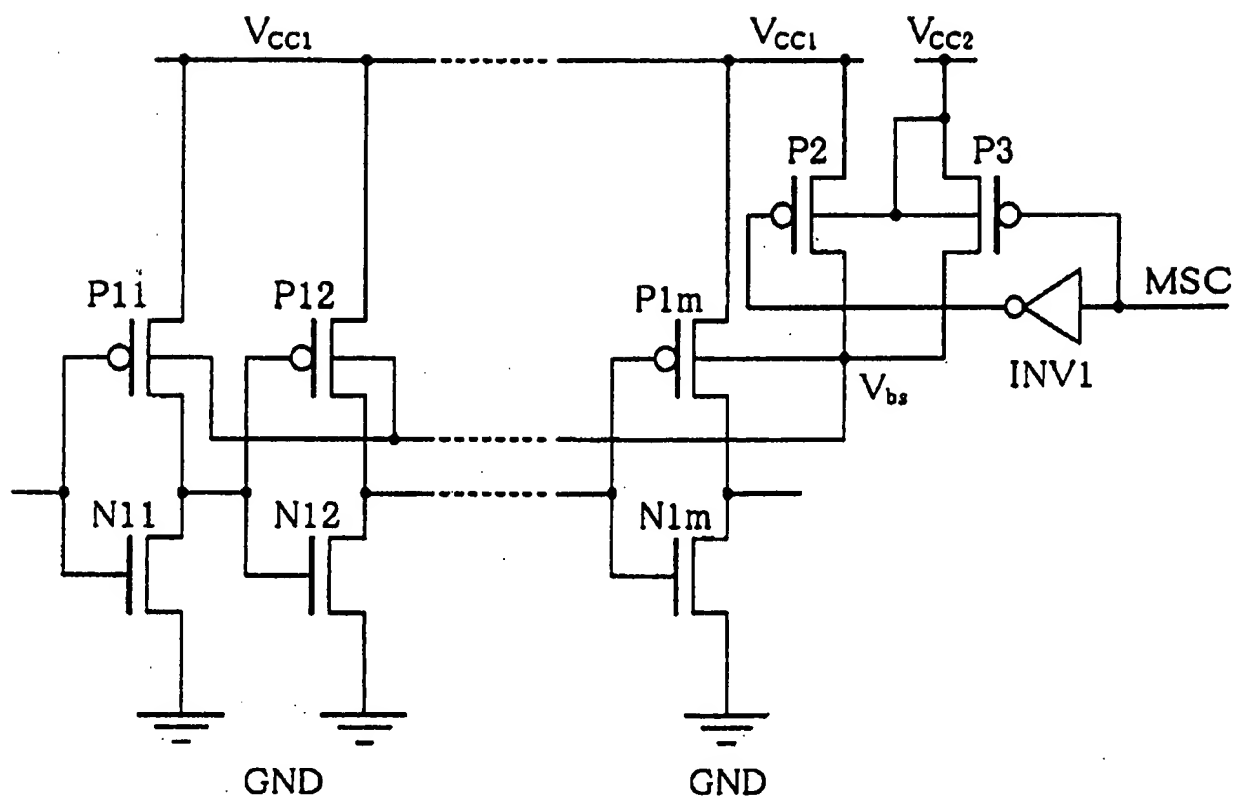 VCC1 VCC1 VCC2
P2 P3
P11 P12 P1m MSC
INV1
Vbs
N11 N12 N1m
GND GND